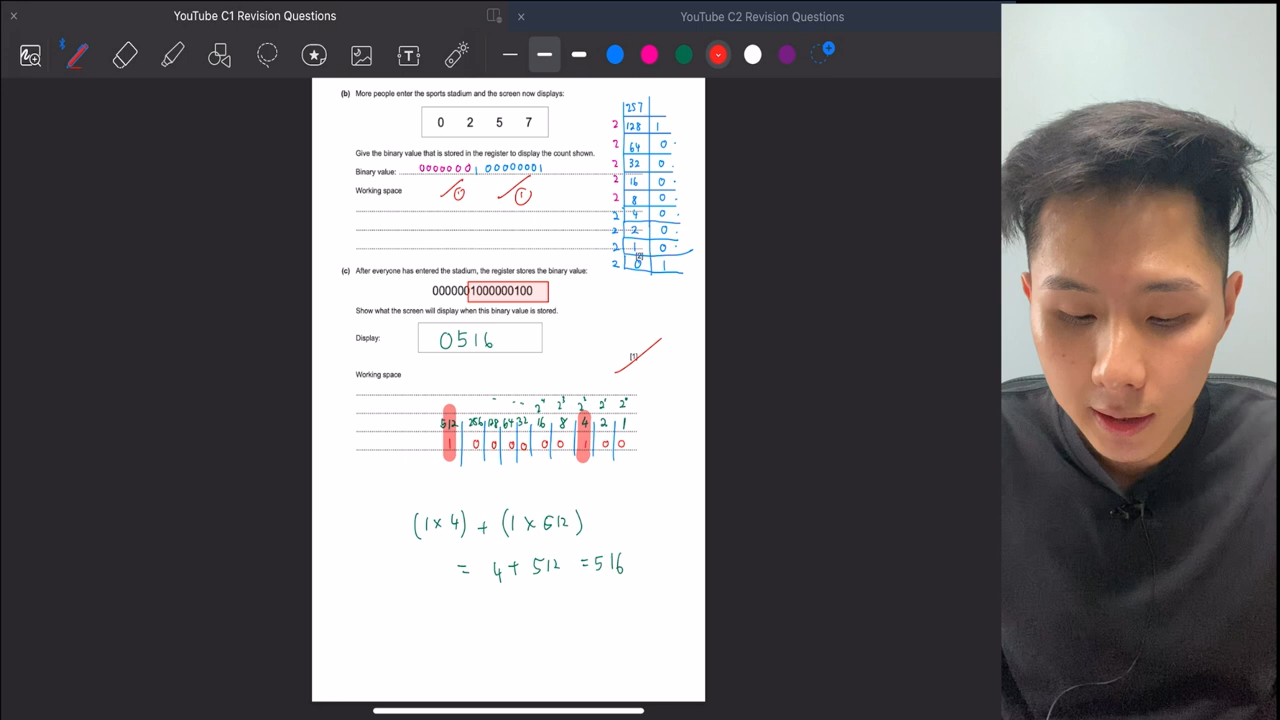 YouTube C1 Revision Questions
YouTube C2 Revision Questions
(b) More people enter the sports stadium and the screen now displays:
0 2 5 7
Give the binary value that is stored in the register to display the count shown.
Binary value: 00000001 00000001
Working space
1 1
257
2 128 1
2 64 0
2 32 0
2 16 0
2 8 0
2 4 0
2 2 0
2 1 0
[2]
2 0 1
(c) After everyone has entered the stadium, the register stores the binary value:
0000001000000100
Show what the screen will display when this binary value is stored.
Display: 0516
[1]
Working space
2⁴ 2³ 2² 2¹ 2⁰
512 256 128 64 32 16 8 4 2 1
1 0 0 0 0 0 0 1 0 0
(1 × 4) + (1 × 512)
= 4 + 512 = 516